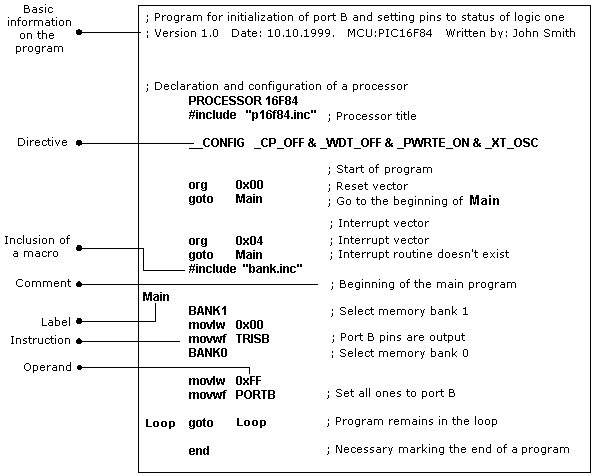 Basic
information
on the
program
; Program for initialization of port B and setting pins to status of logic one
; Version 1.0 Date: 10.10.1999. MCU:PIC16F84 Written by: John Smith
; Declaration and configuration of a processor
PROCESSOR 16F84
#include "p16f84.inc" ; Processor title
Directive
__CONFIG _CP_OFF & _WDT_OFF & _PWRTE_ON & _XT_OSC
; Start of program
org 0x00 ; Reset vector
goto Main ; Go to the beginning of Main
; Interrupt vector
org 0x04 ; Interrupt vector
goto Main ; Interrupt routine doesn't exist
Inclusion of
a macro
#include "bank.inc"
Comment
; Beginning of the main program
Main
BANK1 ; Select memory bank 1
Label
movlw 0x00
Instruction
movwf TRISB ; Port B pins are output
BANK0 ; Select memory bank 0
Operand
movlw 0xFF
movwf PORTB ; Set all ones to port B
Loop goto Loop ; Program remains in the loop
end ; Necessary marking the end of a program